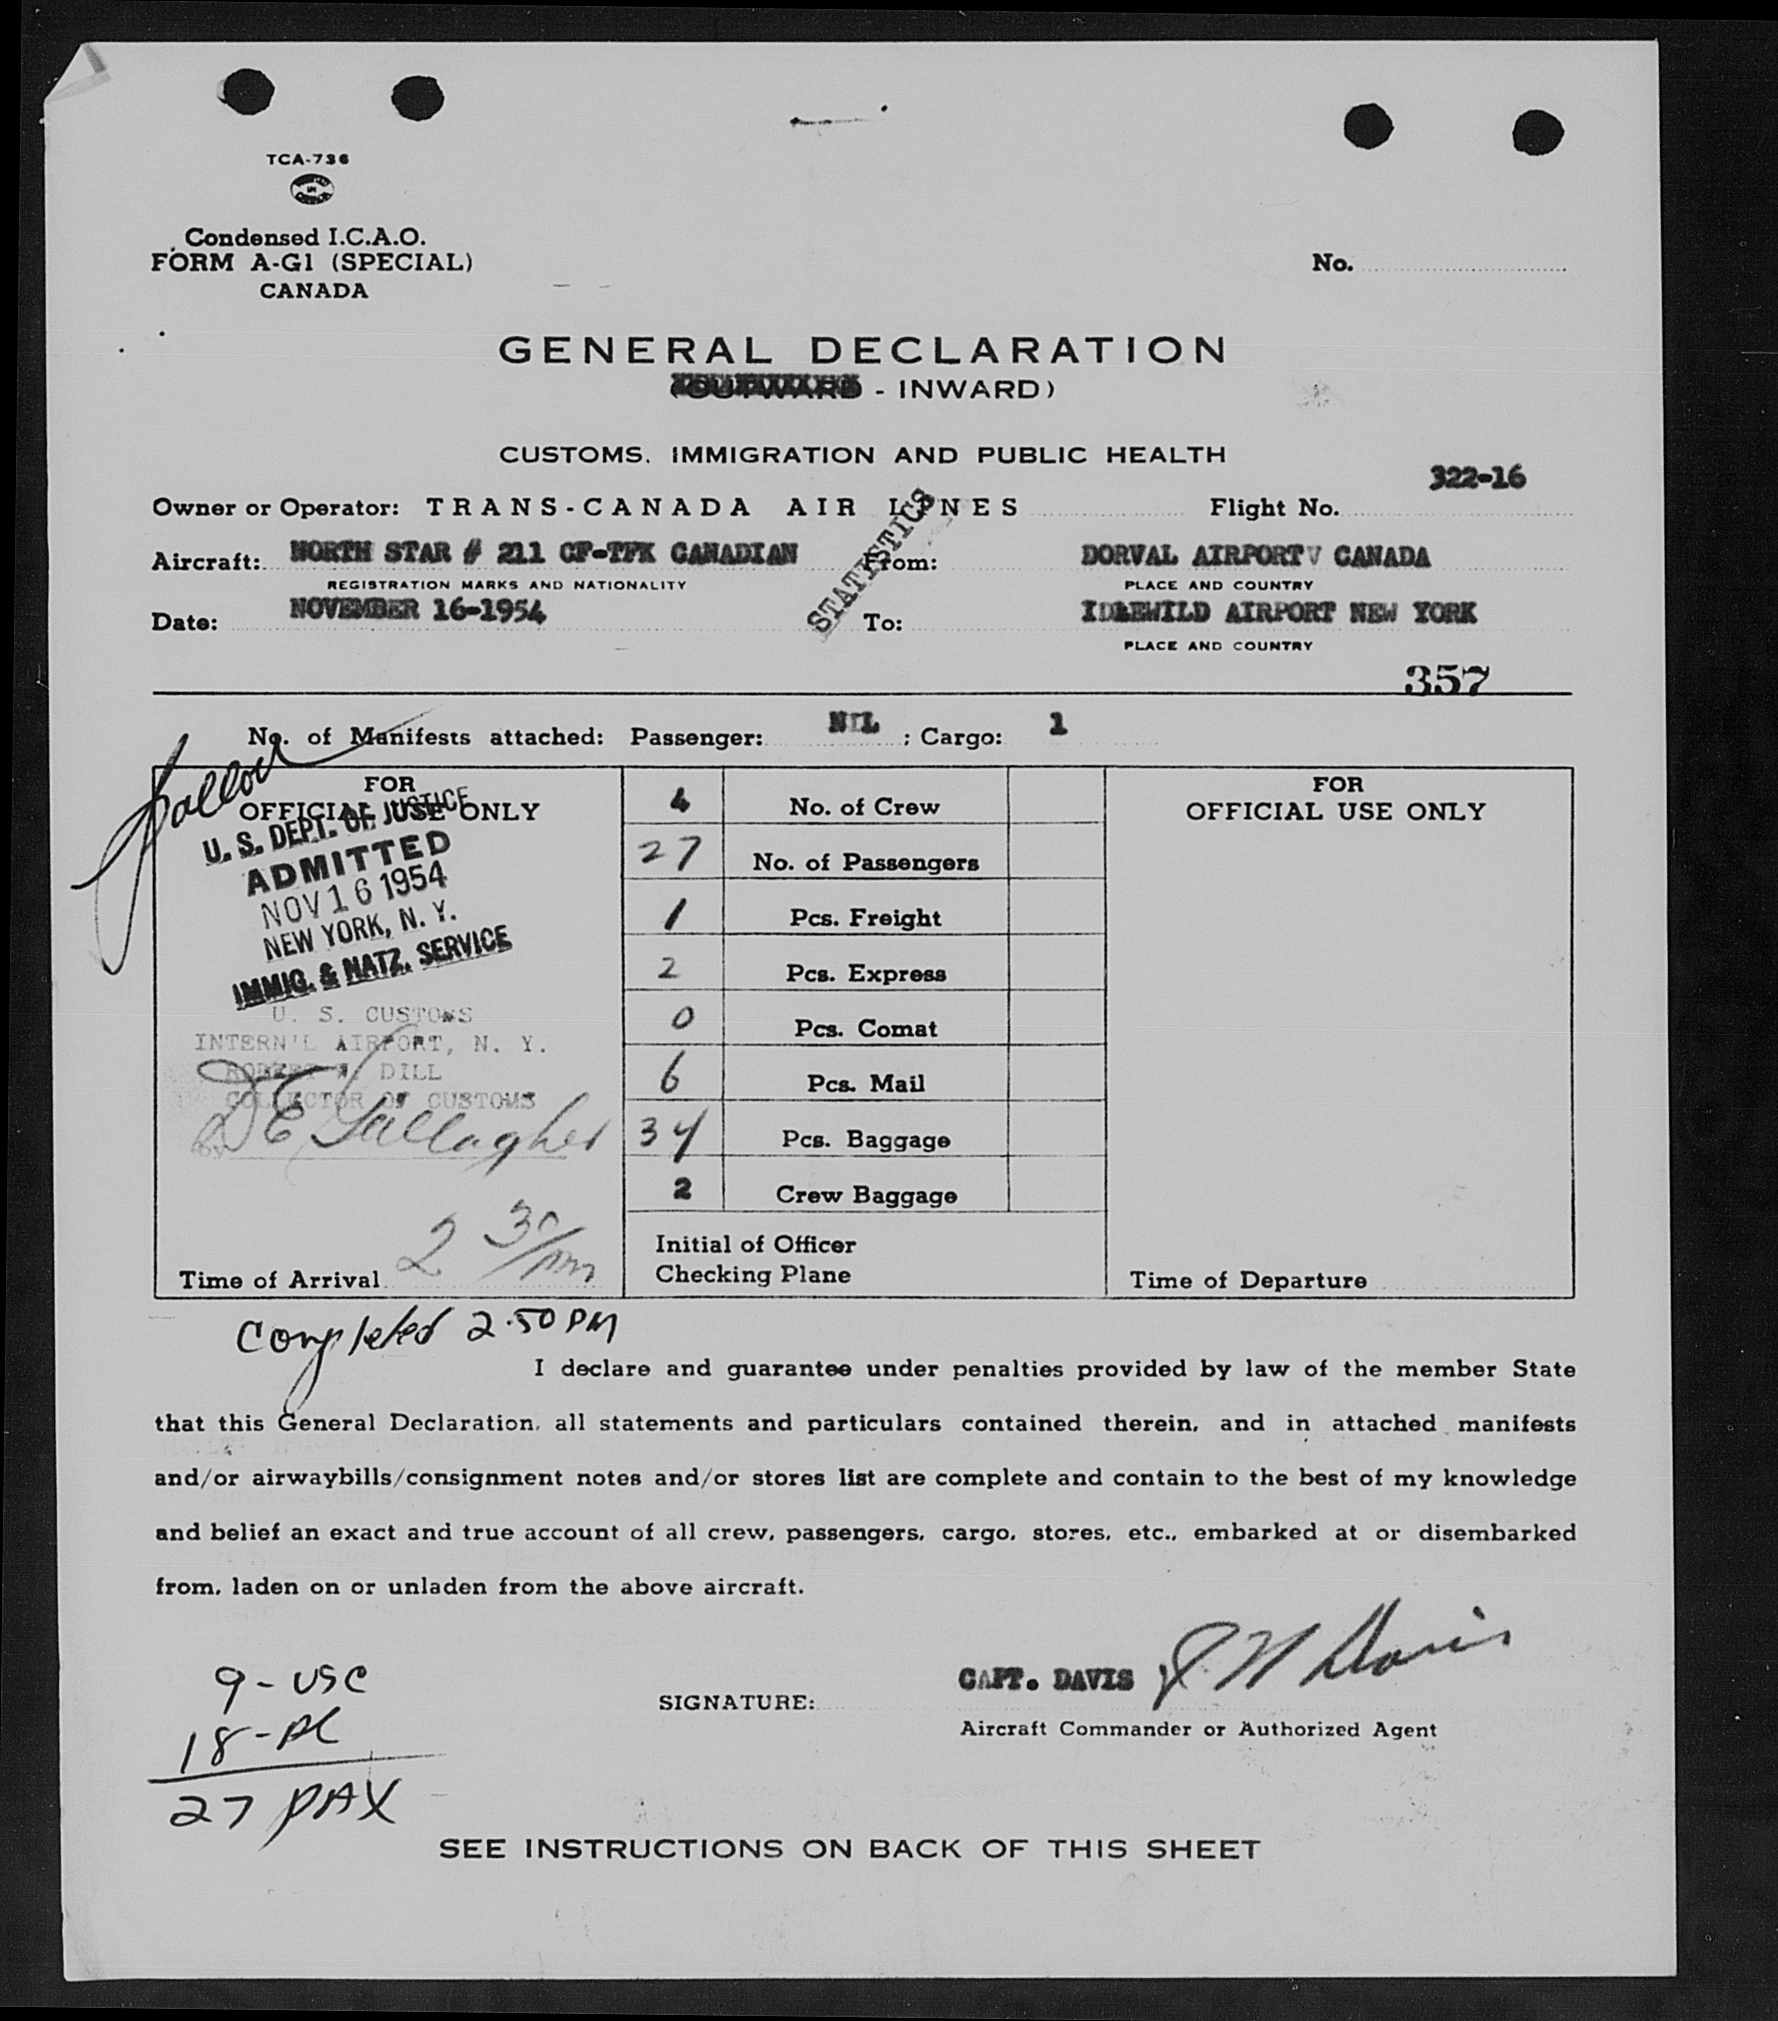 TCA-736
Condensed I.C.A.O.
FORM A-G1 (SPECIAL)
CANADA
No.
GENERAL DECLARATION
(OUTWARD - INWARD)
CUSTOMS, IMMIGRATION AND PUBLIC HEALTH
322-16
Owner or Operator: TRANS-CANADA AIR LINES Flight No.
STATISTICS
Aircraft: NORTH STAR # 211 CF-TFK CANADIAN From: DORVAL AIRPORT CANADA
REGISTRATION MARKS AND NATIONALITY PLACE AND COUNTRY
Date: NOVEMBER 16-1954 To: IDLEWILD AIRPORT NEW YORK
PLACE AND COUNTRY
357
No. of Manifests attached: Passenger: NIL ; Cargo: 1
FOR
OFFICIAL USE ONLY
U. S. DEPT. OF JUSTICE
ADMITTED
NOV 16 1954
NEW YORK, N. Y.
IMMIG. & NATZ. SERVICE
U. S. CUSTOMS
INTERN'L AIRPORT, N. Y.
ROBERT W. DILL
COLLECTOR OF CUSTOMS
By D E Gallagher
Time of Arrival 2 30/pm
4 No. of Crew
27 No. of Passengers
1 Pcs. Freight
2 Pcs. Express
0 Pcs. Comat
6 Pcs. Mail
34 Pcs. Baggage
2 Crew Baggage
Initial of Officer
Checking Plane
FOR
OFFICIAL USE ONLY
Time of Departure
Completed 2.50 PM
I declare and guarantee under penalties provided by law of the member State
that this General Declaration, all statements and particulars contained therein, and in attached manifests
and/or airwaybills/consignment notes and/or stores list are complete and contain to the best of my knowledge
and belief an exact and true account of all crew, passengers, cargo, stores, etc., embarked at or disembarked
from, laden on or unladen from the above aircraft.
9 - USC
18 - AL
27 PAX
SIGNATURE: CAPT. DAVIS Davis
Aircraft Commander or Authorized Agent
SEE INSTRUCTIONS ON BACK OF THIS SHEET